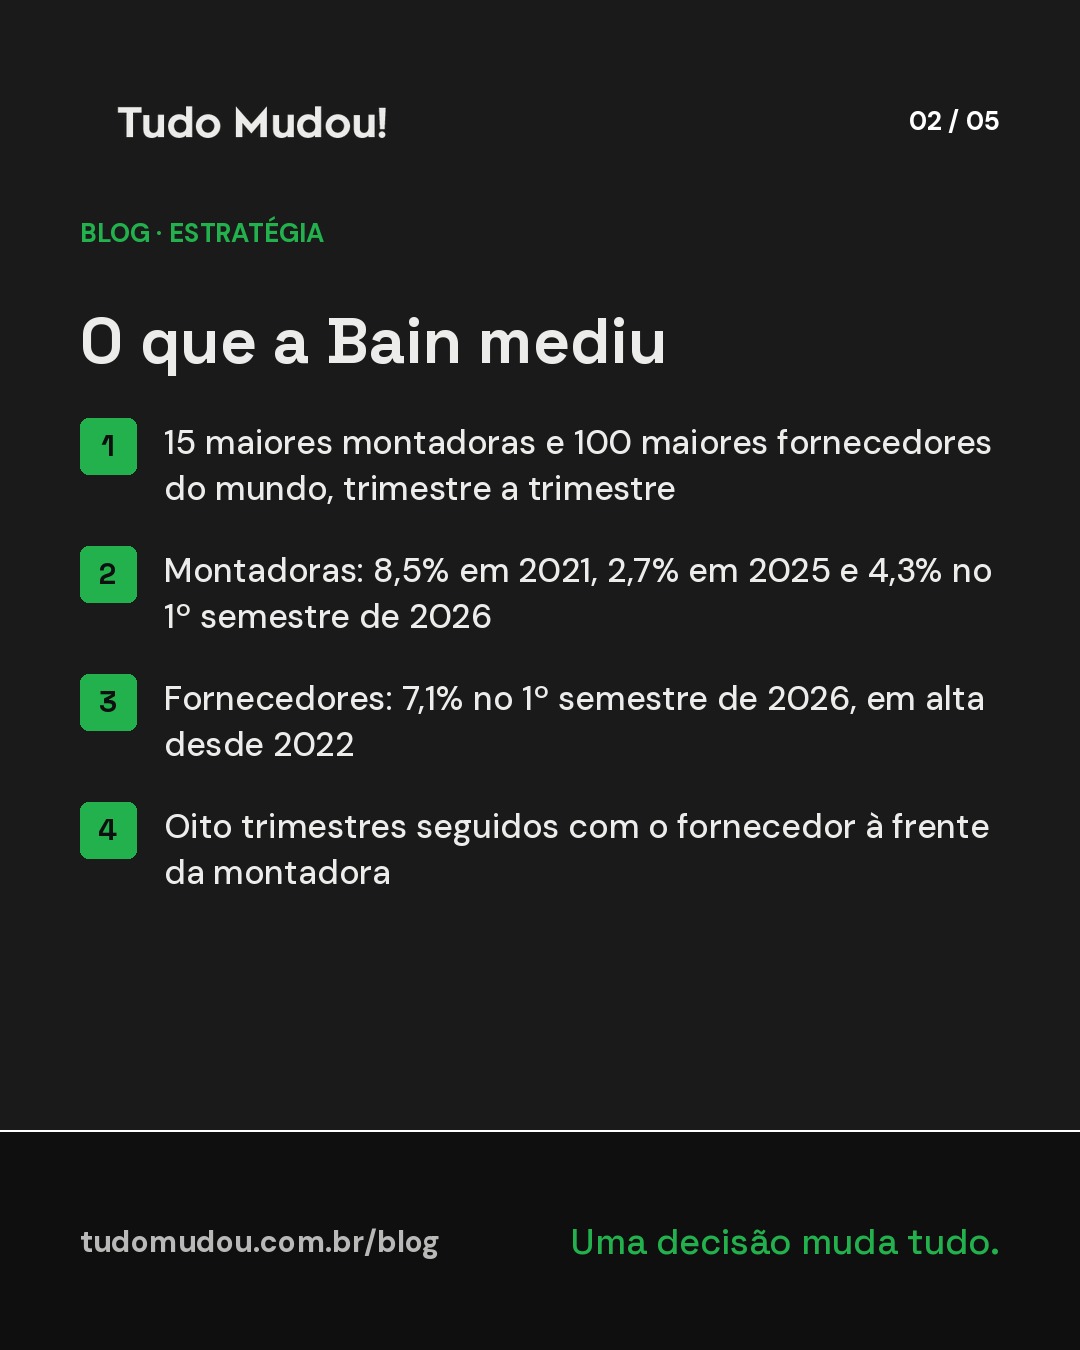 Tudo Mudou!
02 / 05
BLOG · ESTRATÉGIA
O que a Bain mediu
1
15 maiores montadoras e 100 maiores fornecedores
do mundo, trimestre a trimestre
2
Montadoras: 8,5% em 2021, 2,7% em 2025 e 4,3% no
1º semestre de 2026
3
Fornecedores: 7,1% no 1º semestre de 2026, em alta
desde 2022
4
Oito trimestres seguidos com o fornecedor à frente
da montadora
tudomudou.com.br/blog
Uma decisão muda tudo.